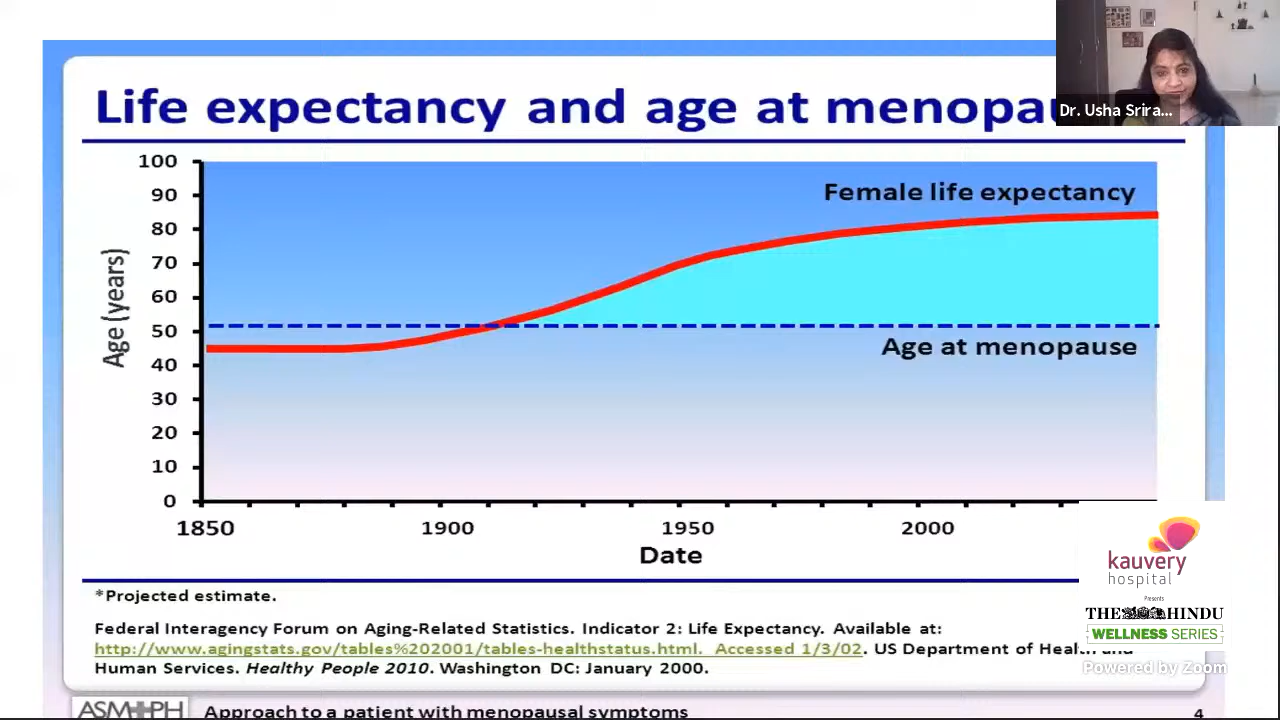 Life expectancy and age at
Dr. Usha Srira...
100
90
80
70
60
50
40
30
20
10
0
Age (years)
Female life expectancy
Age at menopause
1850
1900
1950
2000
Date
kauvery
hospital
Presents
THE HINDU
WELLNESS SERIES
Powered by Zoom
*Projected estimate.
Federal Interagency Forum on Aging-Related Statistics. Indicator 2: Life Expectancy. Available at:
http://www.agingstats.gov/tables%202001/tables-healthstatus.html. Accessed 1/3/02. US Department of Health and
Human Services. Healthy People 2010. Washington DC: January 2000.
ASM PH
Approach to a patient with menopausal symptoms
4